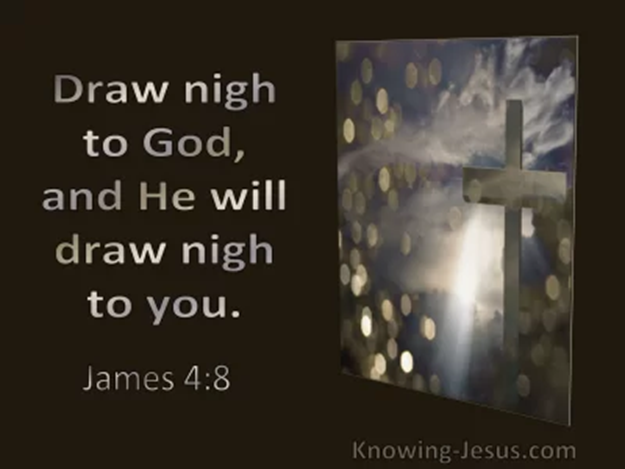 Draw nigh
to God,
and He will
draw nigh
to you.
James 4:8
Knowing-Jesus.com